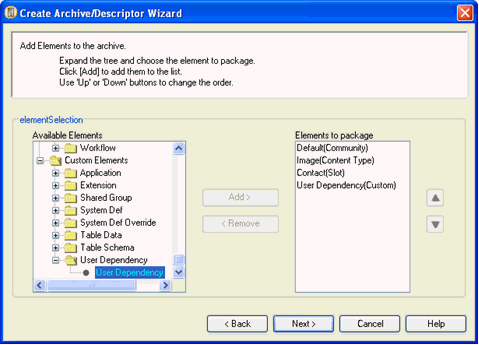 Create Archive/Descriptor Wizard
Add Elements to the archive.
Expand the tree and choose the element to package.
Click [Add] to add them to the list.
Use 'Up' or 'Down' buttons to change the order.
elementSelection
Available Elements
Workflow
Custom Elements
Application
Extension
Shared Group
System Def
System Def Override
Table Data
Table Schema
User Dependency
User Dependency
Add >
< Remove
Elements to package
Default(Community)
Image(Content Type)
Contact(Slot)
User Dependency(Custom)
< Back
Next >
Cancel
Help